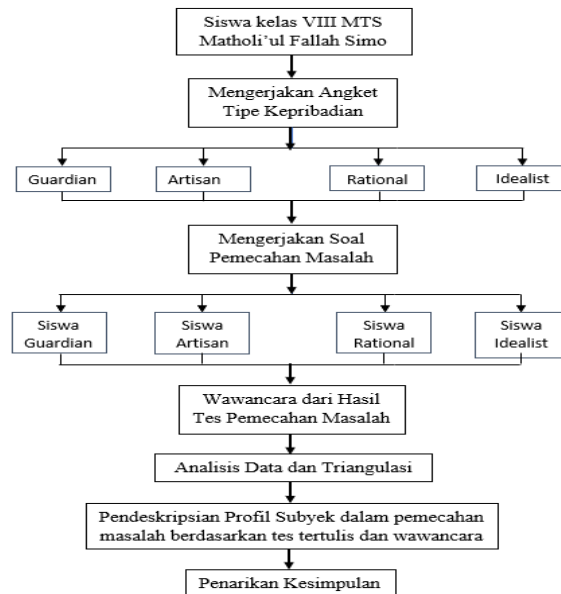 Siswa kelas VIII MTS
Matholi’ul Fallah Simo
Mengerjakan Angket
Tipe Kepribadian
Guardian
Artisan
Rational
Idealist
Mengerjakan Soal
Pemecahan Masalah
Siswa
Guardian
Siswa
Artisan
Siswa
Rational
Siswa
Idealist
Wawancara dari Hasil
Tes Pemecahan Masalah
Analisis Data dan Triangulasi
Pendeskripsian Profil Subyek dalam pemecahan
masalah berdasarkan tes tertulis dan wawancara
Penarikan Kesimpulan